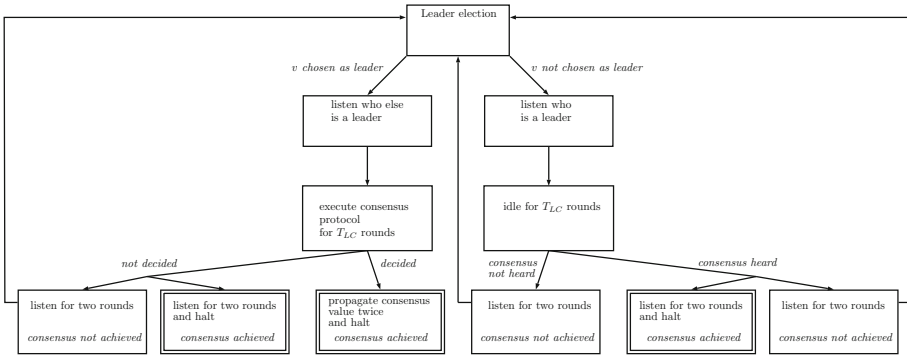 Leader election
v chosen as leader
v not chosen as leader
listen who else
is a leader
listen who
is a leader
execute consensus
protocol
for T_{LC} rounds
idle for T_{LC} rounds
not decided
decided
consensus
not heard
consensus heard
listen for two rounds
consensus not achieved
listen for two rounds
and halt
consensus achieved
propagate consensus
value twice
and halt
consensus achieved
listen for two rounds
consensus not achieved
listen for two rounds
and halt
consensus achieved
listen for two rounds
consensus not achieved